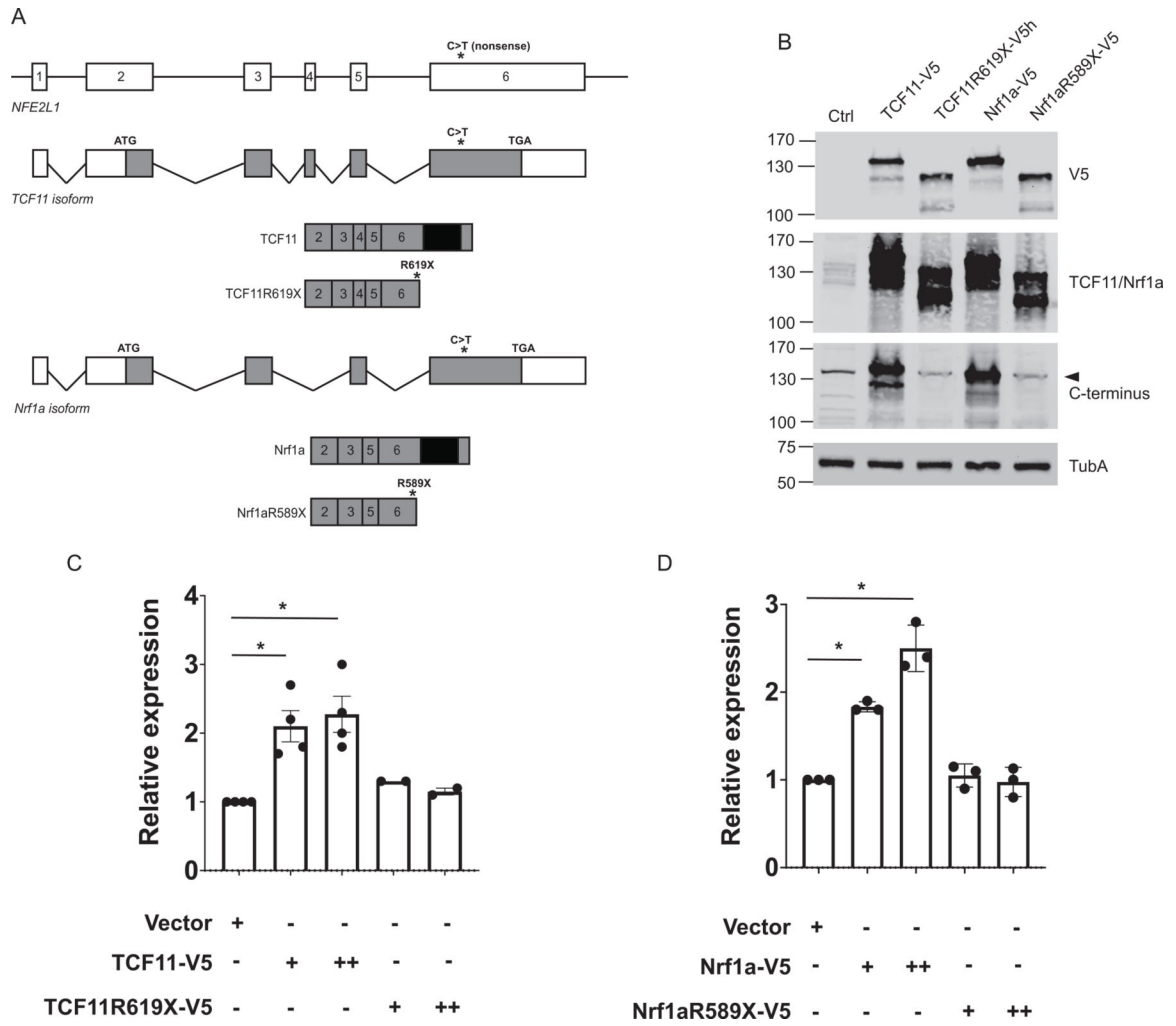 A
C>T (nonsense)
*
1 2 3 4 5 6
NFE2L1
ATG C>T TGA
*
TCF11 isoform
TCF11 2 3 4 5 6
R619X
*
TCF11R619X 2 3 4 5 6
ATG C>T TGA
*
Nrf1a isoform
Nrf1a 2 3 5 6
R589X
*
Nrf1aR589X 2 3 5 6
B
Ctrl TCF11-V5 TCF11R619X-V5h Nrf1a-V5 Nrf1aR589X-V5
170
130 V5
100
170
130 TCF11/Nrf1a
100
170
130
C-terminus
100
75
TubA
50
C
Relative expression
4
3
2
1
0
* *
Vector + - - - -
TCF11-V5 - + ++ - -
TCF11R619X-V5 - - - + ++
D
Relative expression
3
2
1
0
* *
Vector + - - - -
Nrf1a-V5 - + ++ - -
Nrf1aR589X-V5 - - - + ++